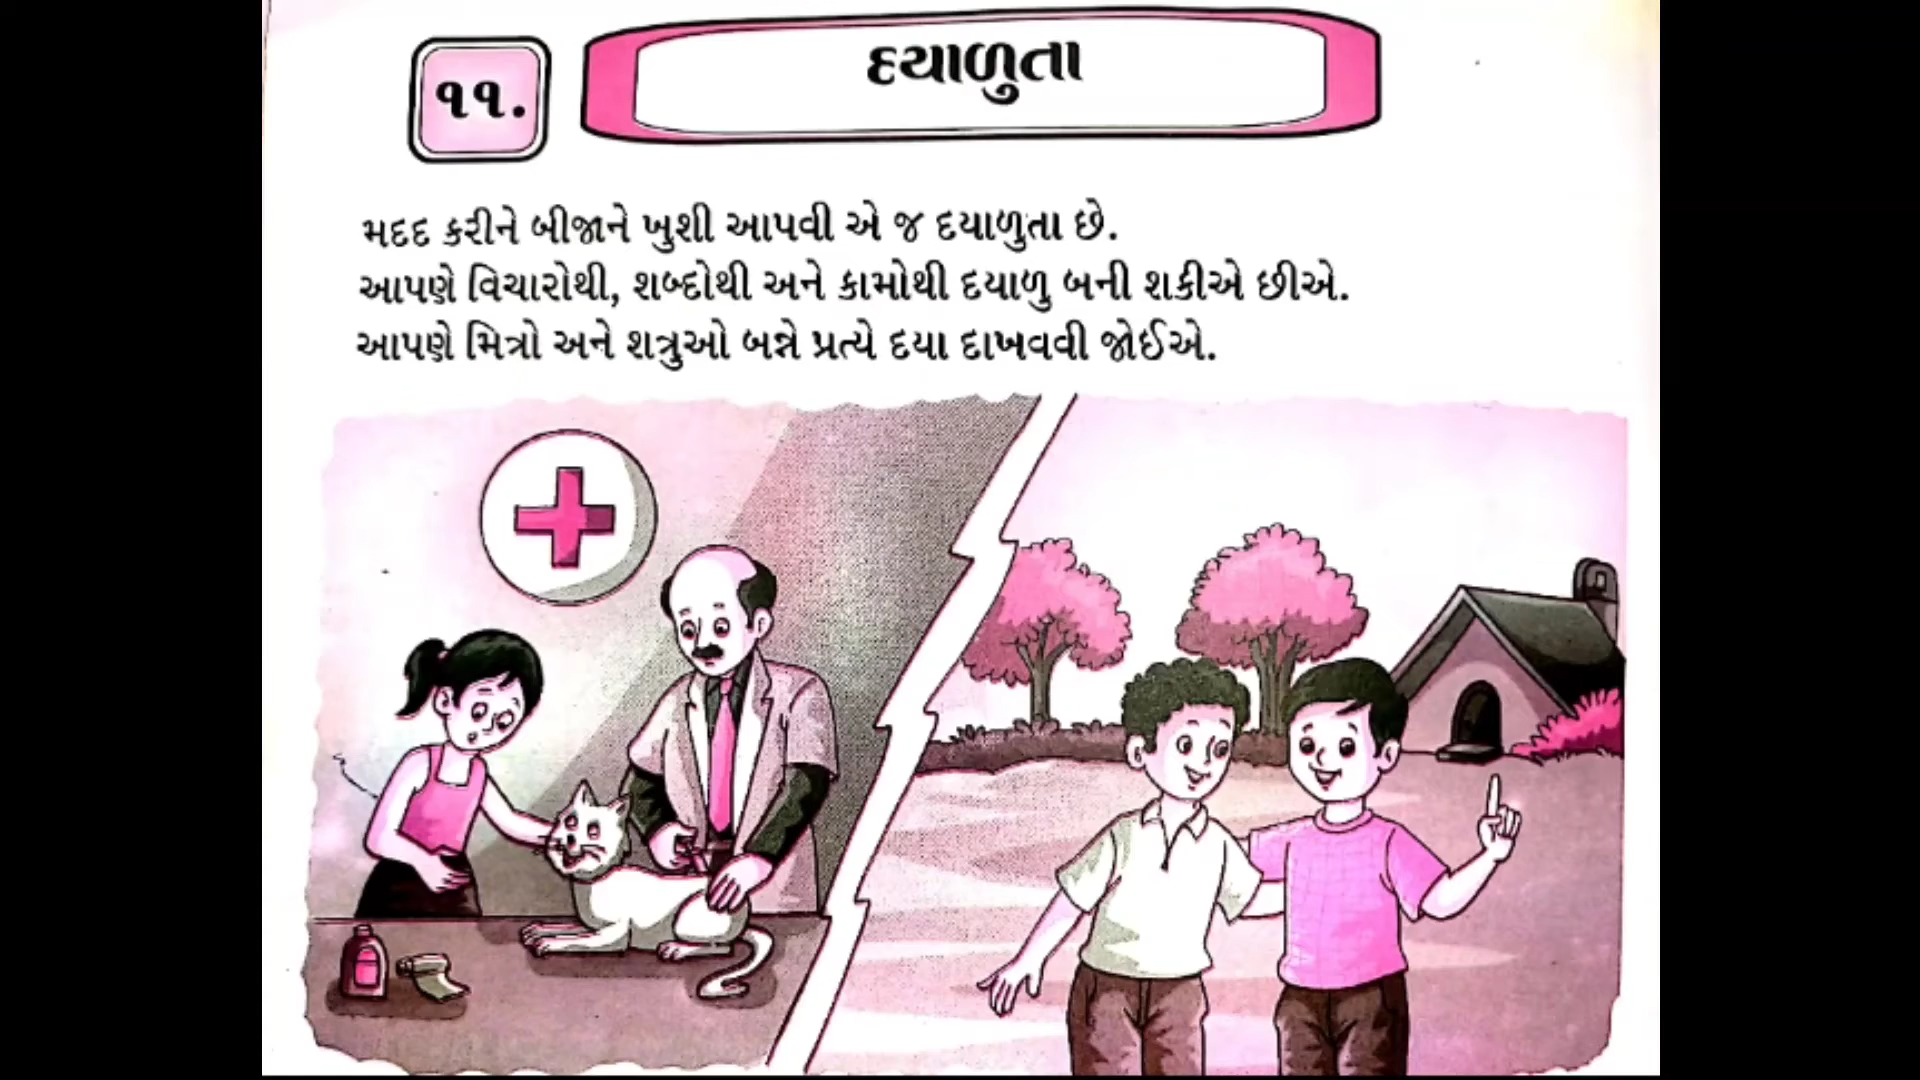 ૧૧.
દયાળુતા
મદદ કરીને બીજાને ખુશી આપવી એ જ દયાળુતા છે.
આપણે વિચારોથી, શબ્દોથી અને કામોથી દયાળુ બની શકીએ છીએ.
આપણે મિત્રો અને શત્રુઓ બન્ને પ્રત્યે દયા દાખવવી જોઈએ.